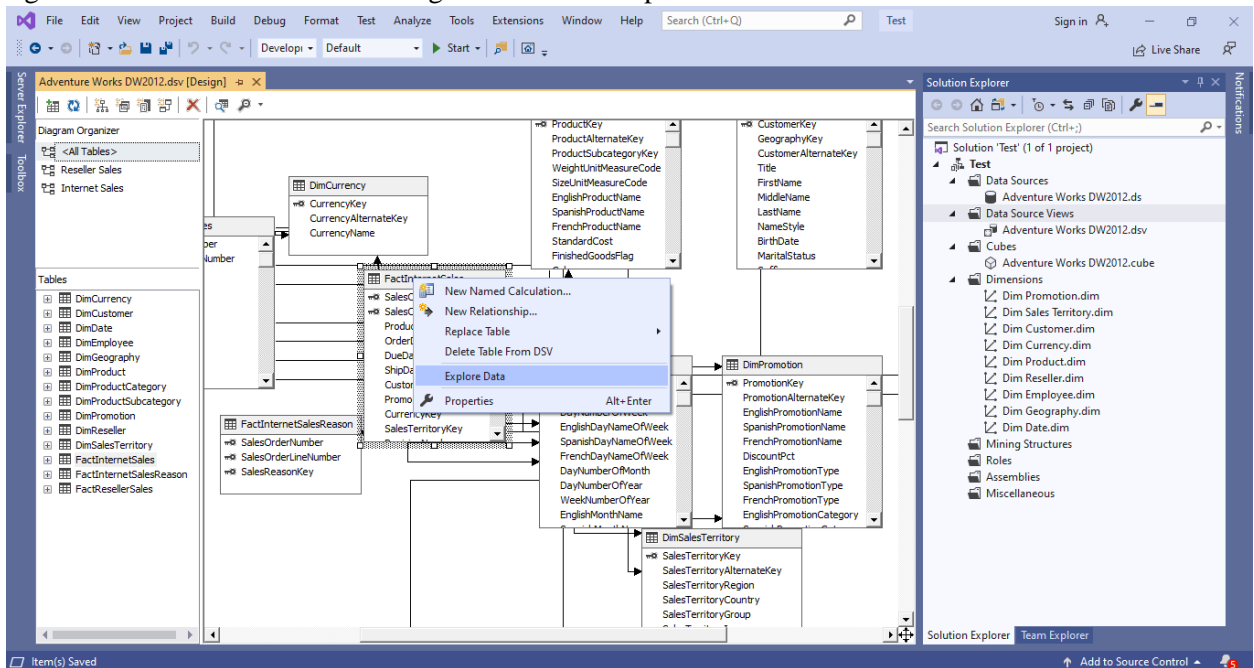 File Edit View Project Build Debug Format Test Analyze Tools Extensions Window Help Search (Ctrl+Q) Test Sign in
Developi Default Start Live Share
Server Explorer
Toolbox
Adventure Works DW2012.dsv [Design]
Diagram Organizer
<All Tables>
Reseller Sales
Internet Sales
Tables
DimCurrency
DimCustomer
DimDate
DimEmployee
DimGeography
DimProduct
DimProductCategory
DimProductSubcategory
DimPromotion
DimReseller
DimSalesTerritory
FactInternetSales
FactInternetSalesReason
FactResellerSales
DimCurrency
CurrencyKey
CurrencyAlternateKey
CurrencyName
ProductKey
ProductAlternateKey
ProductSubcategoryKey
WeightUnitMeasureCode
SizeUnitMeasureCode
EnglishProductName
SpanishProductName
FrenchProductName
StandardCost
FinishedGoodsFlag
CustomerKey
GeographyKey
CustomerAlternateKey
Title
FirstName
MiddleName
LastName
NameStyle
BirthDate
MaritalStatus
SalesTerritoryKey
New Named Calculation...
New Relationship...
Replace Table
Delete Table From DSV
Explore Data
Properties Alt+Enter
FactInternetSalesReason
SalesOrderNumber
SalesOrderLineNumber
SalesReasonKey
EnglishDayNameOfWeek
SpanishDayNameOfWeek
FrenchDayNameOfWeek
DayNumberOfMonth
DayNumberOfYear
WeekNumberOfYear
EnglishMonthName
DimPromotion
PromotionKey
PromotionAlternateKey
EnglishPromotionName
SpanishPromotionName
FrenchPromotionName
DiscountPct
EnglishPromotionType
SpanishPromotionType
FrenchPromotionType
EnglishPromotionCategory
DimSalesTerritory
SalesTerritoryKey
SalesTerritoryAlternateKey
SalesTerritoryRegion
SalesTerritoryCountry
SalesTerritoryGroup
Solution Explorer
Search Solution Explorer (Ctrl+;)
Solution 'Test' (1 of 1 project)
Test
Data Sources
Adventure Works DW2012.ds
Data Source Views
Adventure Works DW2012.dsv
Cubes
Adventure Works DW2012.cube
Dimensions
Dim Promotion.dim
Dim Sales Territory.dim
Dim Customer.dim
Dim Currency.dim
Dim Product.dim
Dim Reseller.dim
Dim Employee.dim
Dim Geography.dim
Dim Date.dim
Mining Structures
Roles
Assemblies
Miscellaneous
Solution Explorer Team Explorer
Notifications
Item(s) Saved Add to Source Control 5